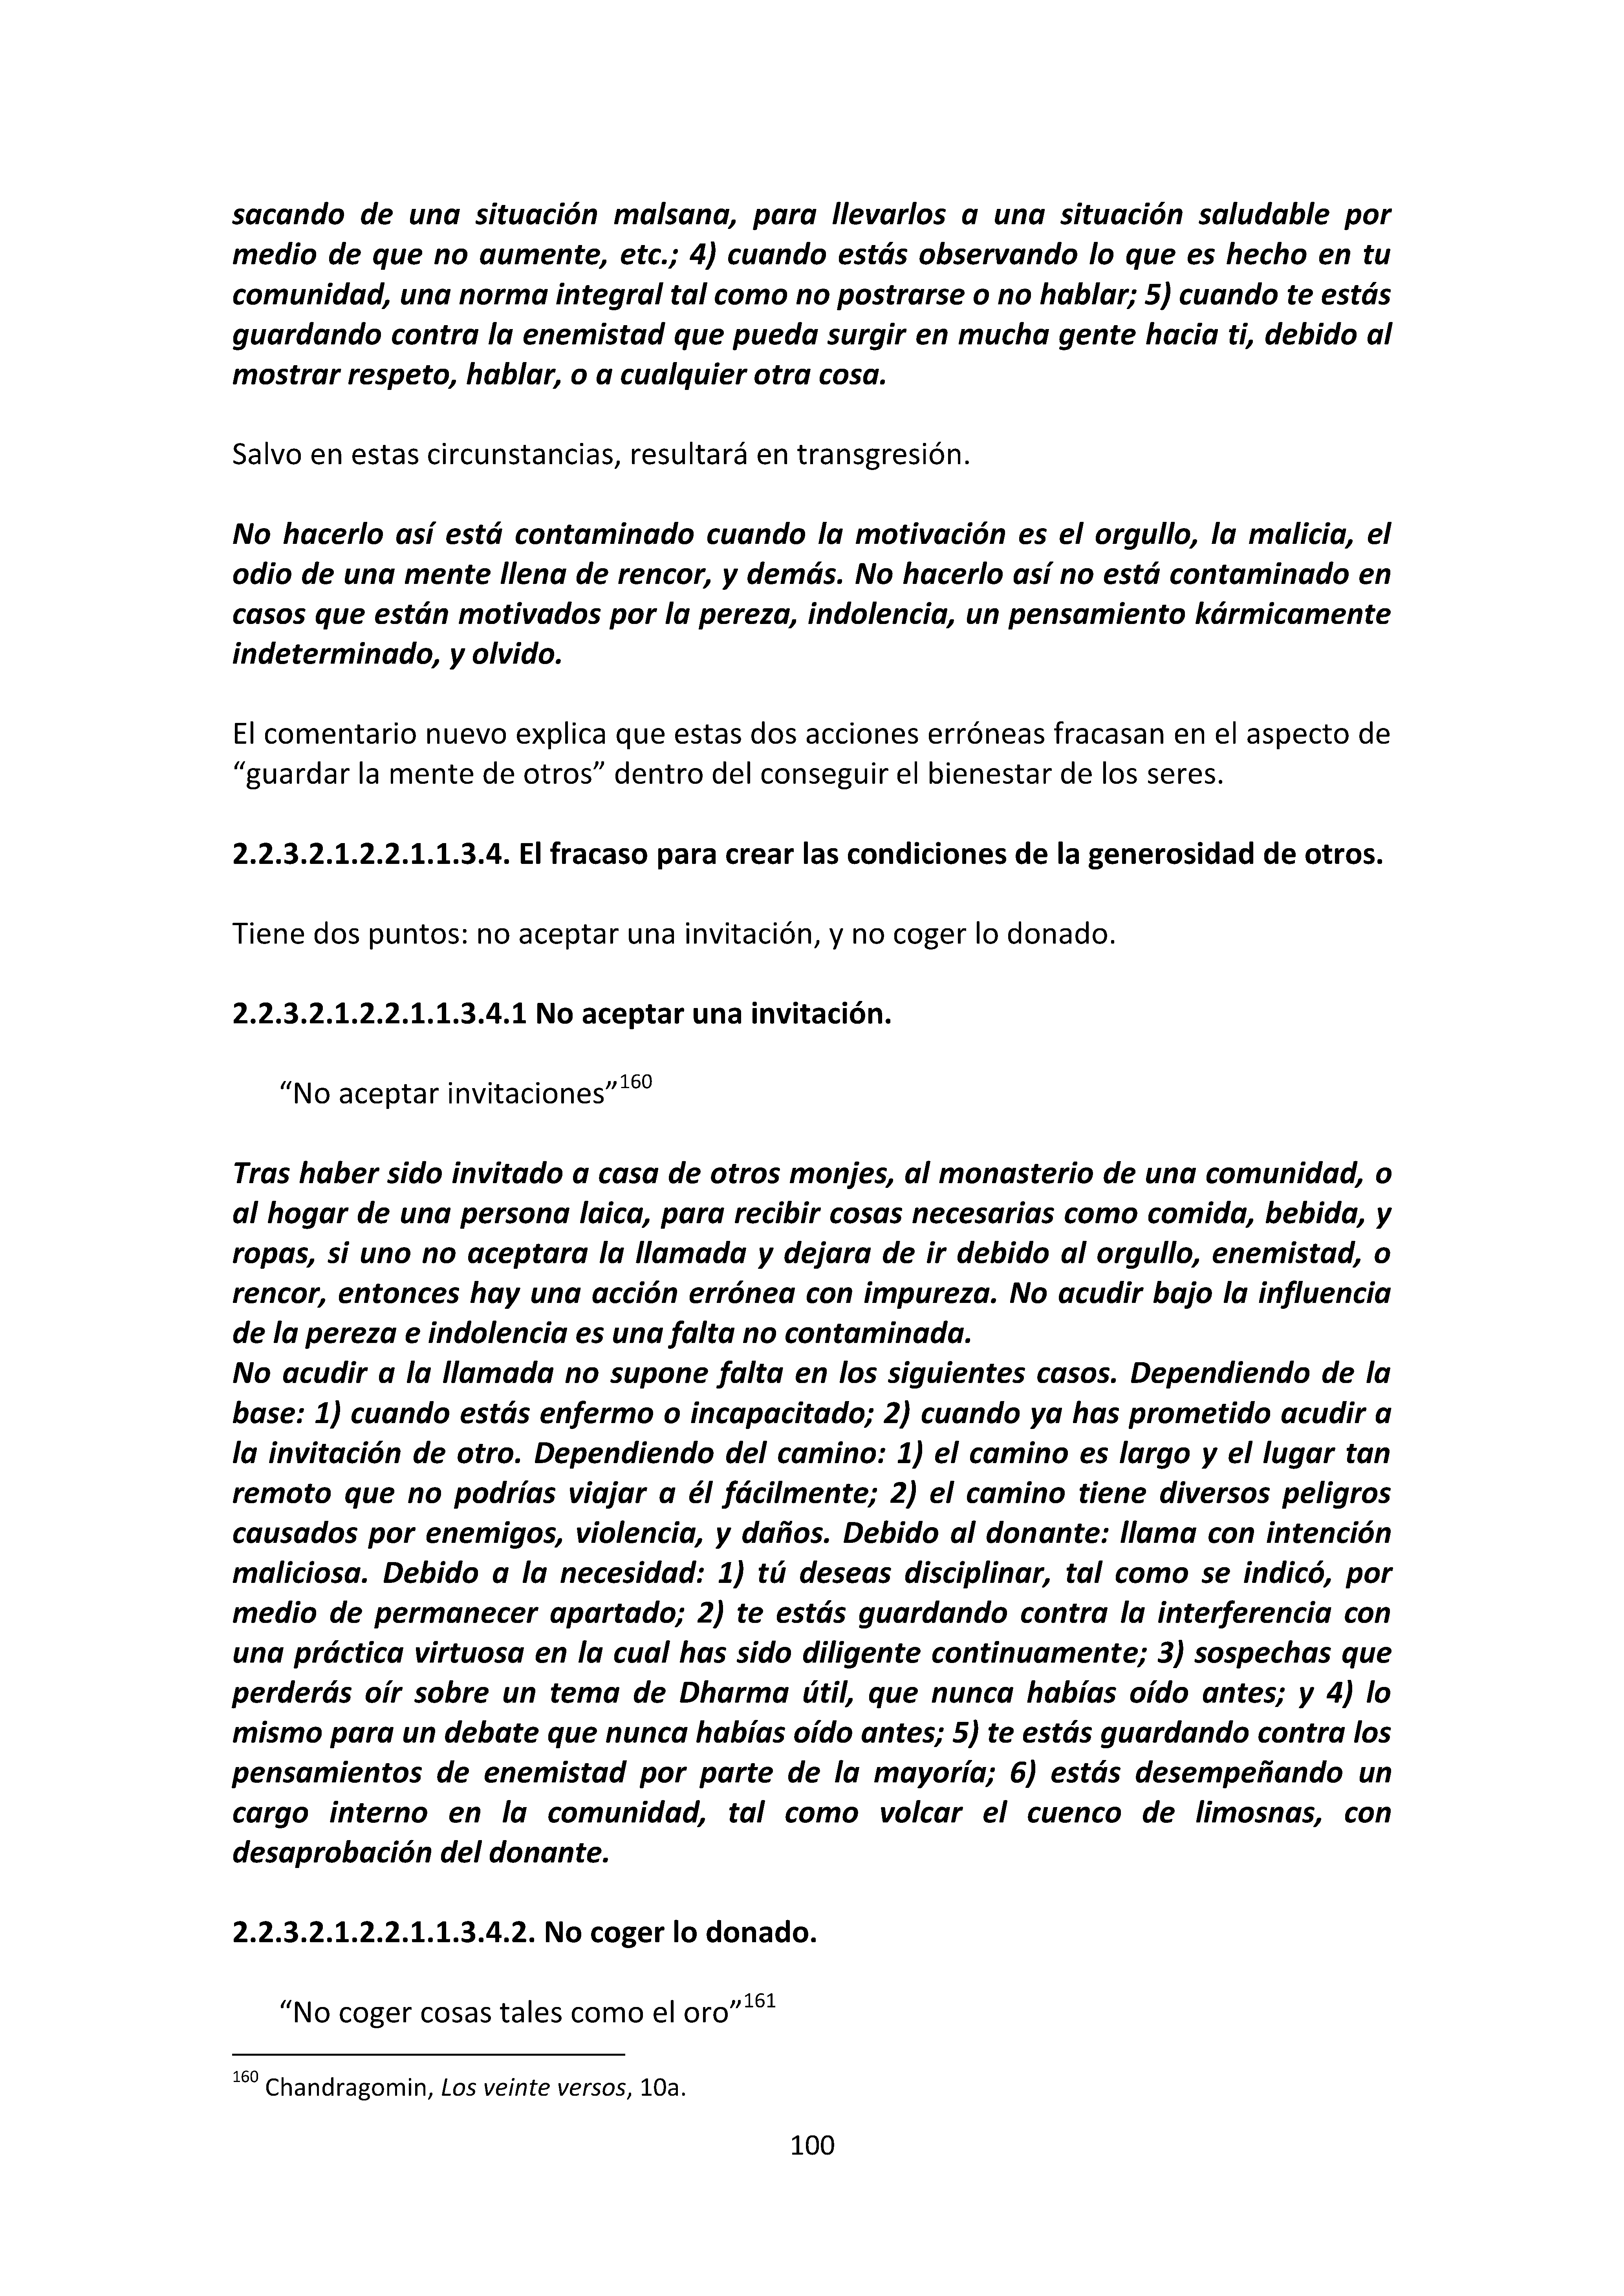 sacando de una situación malsana, para llevarlos a una situación saludable por
medio de que no aumente, etc.; 4) cuando estás observando lo que es hecho en tu
comunidad, una norma integral tal como no postrarse o no hablar; 5) cuando te estás
guardando contra la enemistad que pueda surgir en mucha gente hacia ti, debido al
mostrar respeto, hablar, o a cualquier otra cosa.
Salvo en estas circunstancias, resultará en transgresión.
No hacerlo así está contaminado cuando la motivación es el orgullo, la malicia, el
odio de una mente llena de rencor, y demás. No hacerlo así no está contaminado en
casos que están motivados por la pereza, indolencia, un pensamiento kármicamente
indeterminado, y olvido.
El comentario nuevo explica que estas dos acciones erróneas fracasan en el aspecto de
“guardar la mente de otros” dentro del conseguir el bienestar de los seres.
2.2.3.2.1.2.2.1.1.3.4. El fracaso para crear las condiciones de la generosidad de otros.
Tiene dos puntos: no aceptar una invitación, y no coger lo donado.
2.2.3.2.1.2.2.1.1.3.4.1 No aceptar una invitación.
“No aceptar invitaciones”160
Tras haber sido invitado a casa de otros monjes, al monasterio de una comunidad, o
al hogar de una persona laica, para recibir cosas necesarias como comida, bebida, y
ropas, si uno no aceptara la llamada y dejara de ir debido al orgullo, enemistad, o
rencor, entonces hay una acción errónea con impureza. No acudir bajo la influencia
de la pereza e indolencia es una falta no contaminada.
No acudir a la llamada no supone falta en los siguientes casos. Dependiendo de la
base: 1) cuando estás enfermo o incapacitado; 2) cuando ya has prometido acudir a
la invitación de otro. Dependiendo del camino: 1) el camino es largo y el lugar tan
remoto que no podrías viajar a él fácilmente; 2) el camino tiene diversos peligros
causados por enemigos, violencia, y daños. Debido al donante: llama con intención
maliciosa. Debido a la necesidad: 1) tú deseas disciplinar, tal como se indicó, por
medio de permanecer apartado; 2) te estás guardando contra la interferencia con
una práctica virtuosa en la cual has sido diligente continuamente; 3) sospechas que
perderás oír sobre un tema de Dharma útil, que nunca habías oído antes; y 4) lo
mismo para un debate que nunca habías oído antes; 5) te estás guardando contra los
pensamientos de enemistad por parte de la mayoría; 6) estás desempeñando un
cargo interno en la comunidad, tal como volcar el cuenco de limosnas, con
desaprobación del donante.
2.2.3.2.1.2.2.1.1.3.4.2. No coger lo donado.
“No coger cosas tales como el oro”161
160 Chandragomin, Los veinte versos, 10a.
100